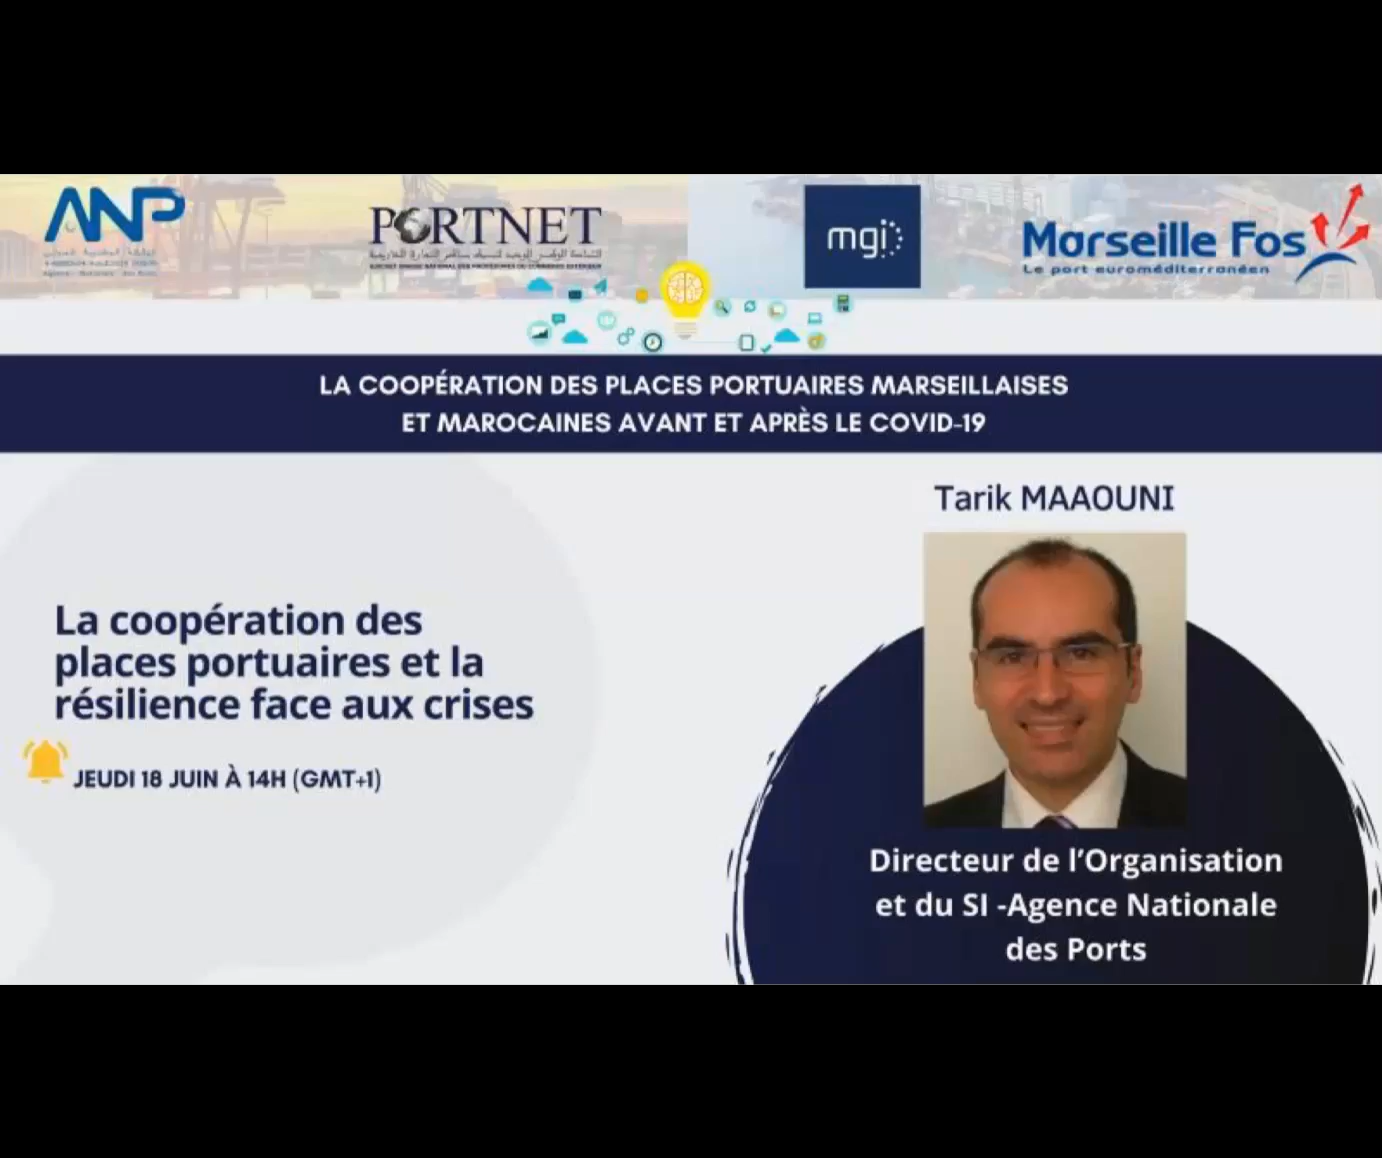 ANP
PORTNET
mgi
Marseille Fos
Le port euroméditerranéen
LA COOPÉRATION DES PLACES PORTUAIRES MARSEILLAISES
ET MAROCAINES AVANT ET APRÈS LE COVID-19
Tarik MAAOUNI
La coopération des
places portuaires et la
résilience face aux crises
JEUDI 18 JUIN À 14H (GMT+1)
Directeur de l'Organisation
et du SI -Agence Nationale
des Ports